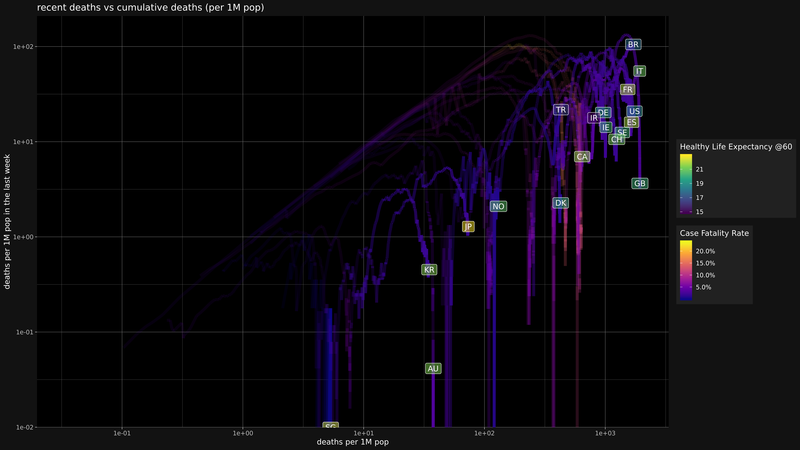 recent deaths vs cumulative deaths (per 1M pop)
1e+02
1e+01
1e+00
1e-01
1e-02
deaths per 1M pop in the last week
BR
IT
FR
TR
IR
DE
US
IE
ES
SE
CH
CA
GB
DK
NO
JP
KR
AU
SG
1e-01
1e+00
1e+01
1e+02
1e+03
deaths per 1M pop
Healthy Life Expectancy @60
21
19
17
15
Case Fatality Rate
20.0%
15.0%
10.0%
5.0%